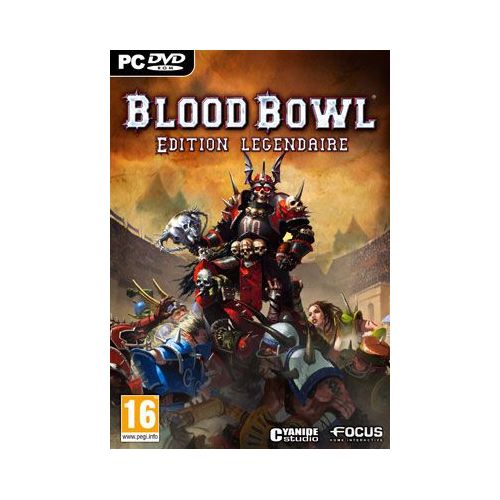 PC DVD
ROM
BLOOD BOWL
EDITION LEGENDAIRE
16
www.pegi.info
CYANIDE
studio
FOCUS
HOME INTERACTIVE